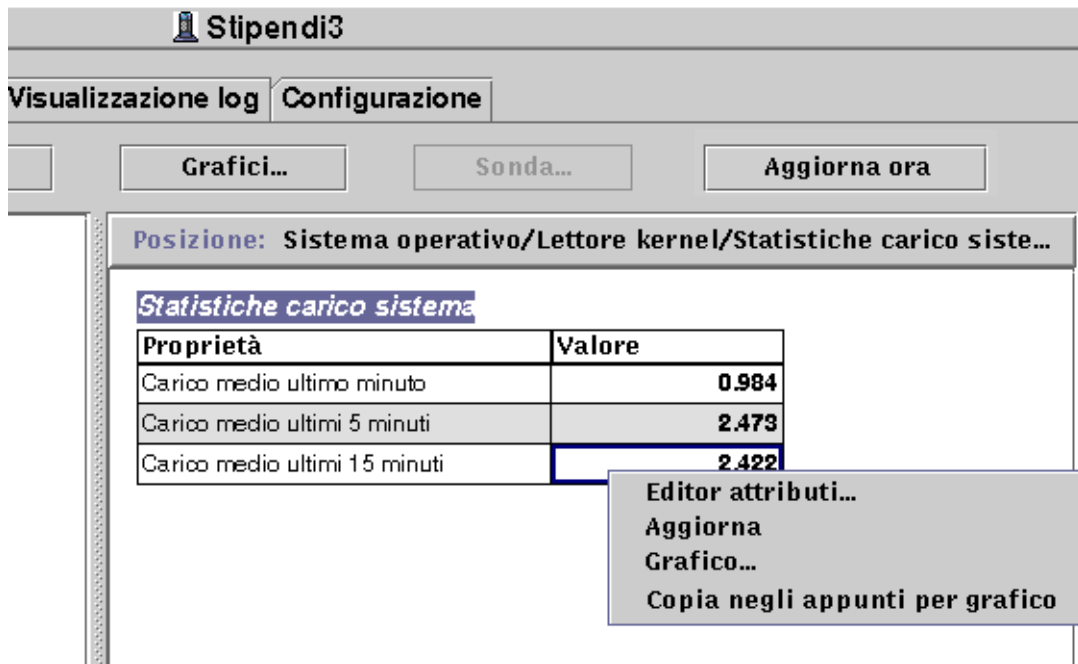 Stipendi3
Visualizzazione log Configurazione
Grafici... Sonda... Aggiorna ora
Posizione: Sistema operativo/Lettore kernel/Statistiche carico siste...
Statistiche carico sistema
Proprietà Valore
Carico medio ultimo minuto 0.984
Carico medio ultimi 5 minuti 2.473
Carico medio ultimi 15 minuti 2.422
Editor attributi...
Aggiorna
Grafico...
Copia negli appunti per grafico